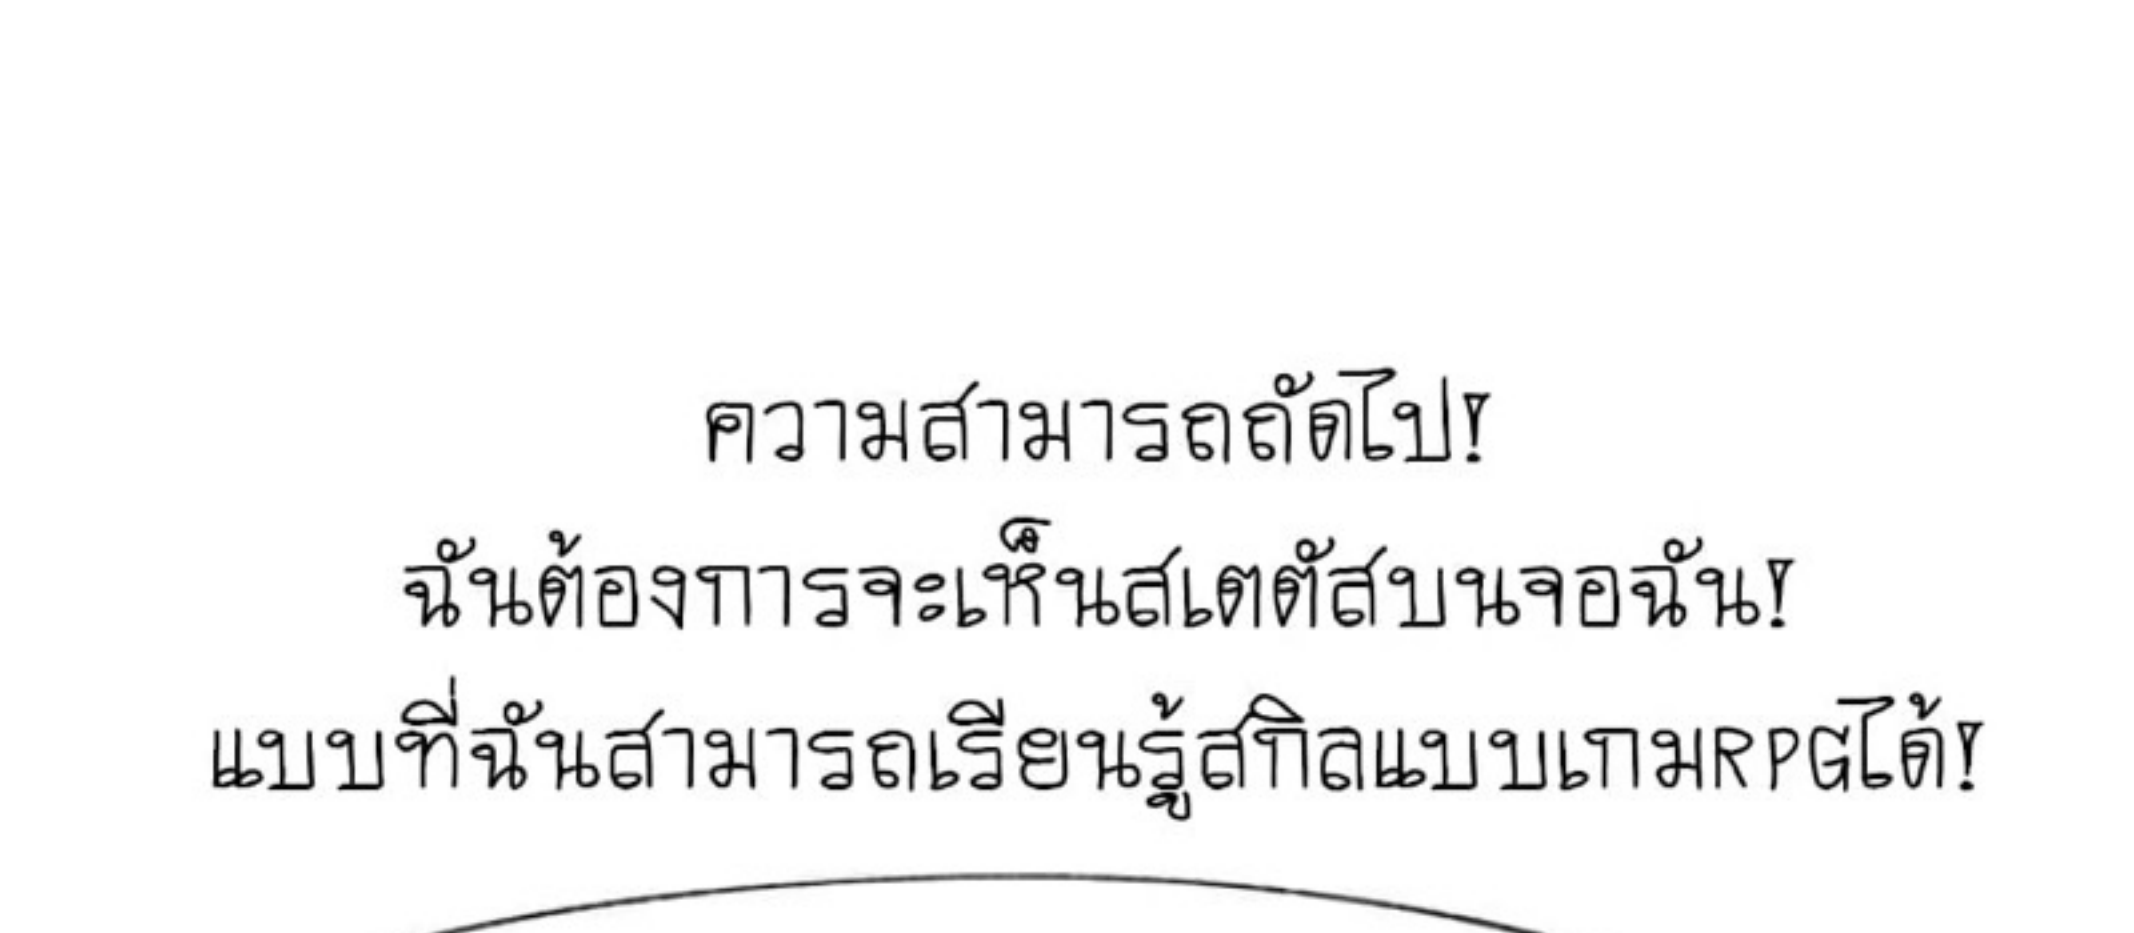 ความสามารถถัดไป!
ฉันต้องการจะเห็นสเตตัสบนจอฉัน!
แบบที่ฉันสามารถเรียนรู้สกิลแบบเกมRPGได้!